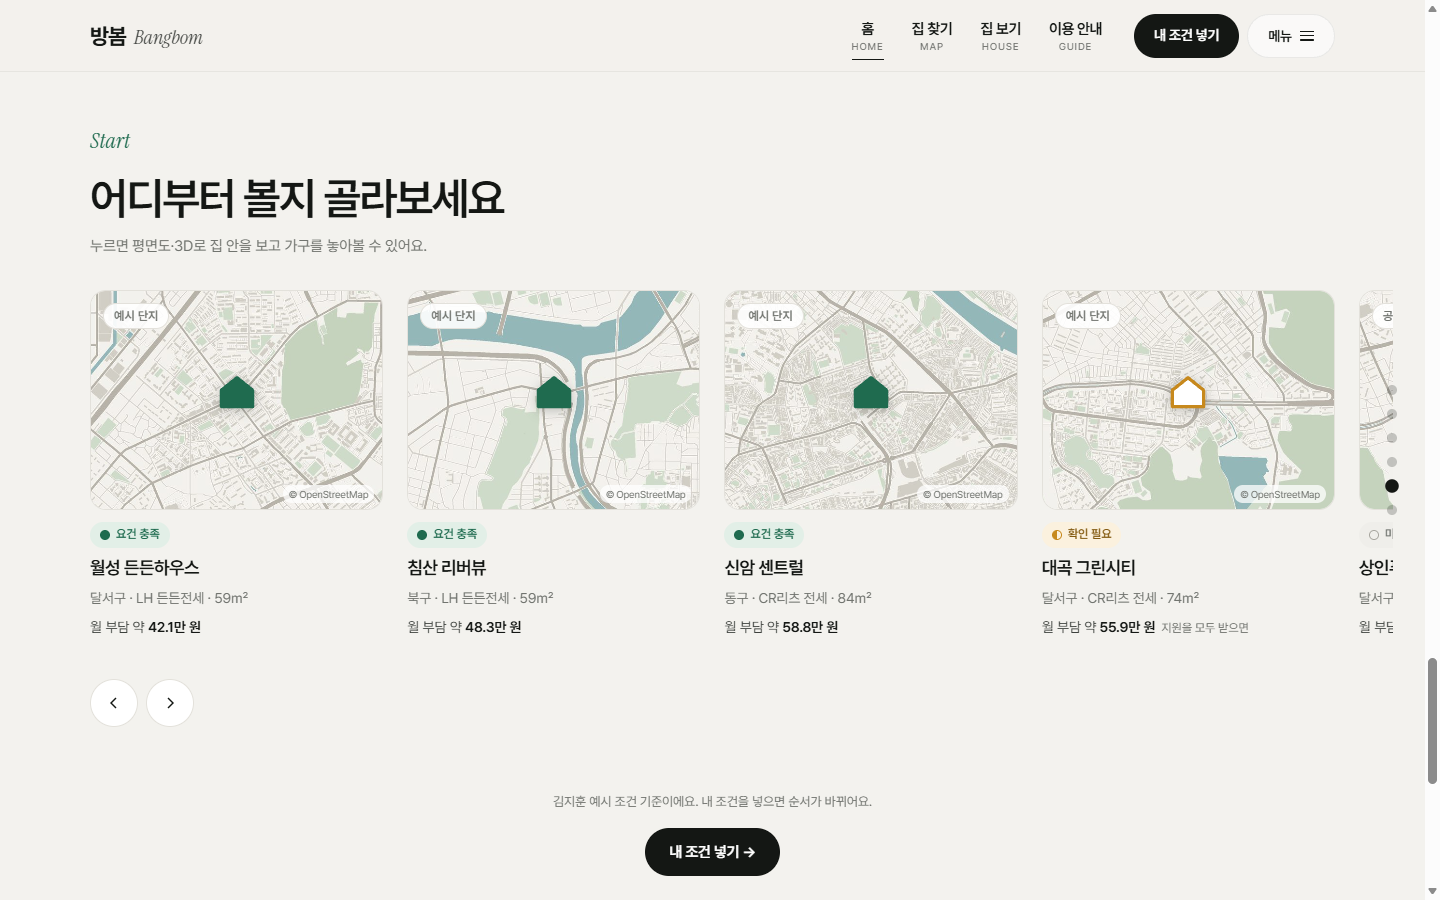 방봄 Bangbom
홈 HOME
집 찾기 MAP
집 보기 HOUSE
이용 안내 GUIDE
내 조건 넣기
메뉴
Start
어디부터 볼지 골라보세요
누르면 평면도·3D로 집 안을 보고 가구를 놓아볼 수 있어요.
예시 단지
© OpenStreetMap
요건 충족
월성 든든하우스
달서구 · LH 든든전세 · 59m²
월 부담 약 42.1만 원
예시 단지
© OpenStreetMap
요건 충족
침산 리버뷰
북구 · LH 든든전세 · 59m²
월 부담 약 48.3만 원
예시 단지
© OpenStreetMap
요건 충족
신암 센트럴
동구 · CR리츠 전세 · 84m²
월 부담 약 58.8만 원
예시 단지
© OpenStreetMap
확인 필요
대곡 그린시티
달서구 · CR리츠 전세 · 74m²
월 부담 약 55.9만 원 지원을 모두 받으면
공
상인
달서구
월 부담
김지훈 예시 조건 기준이에요. 내 조건을 넣으면 순서가 바뀌어요.
내 조건 넣기 →